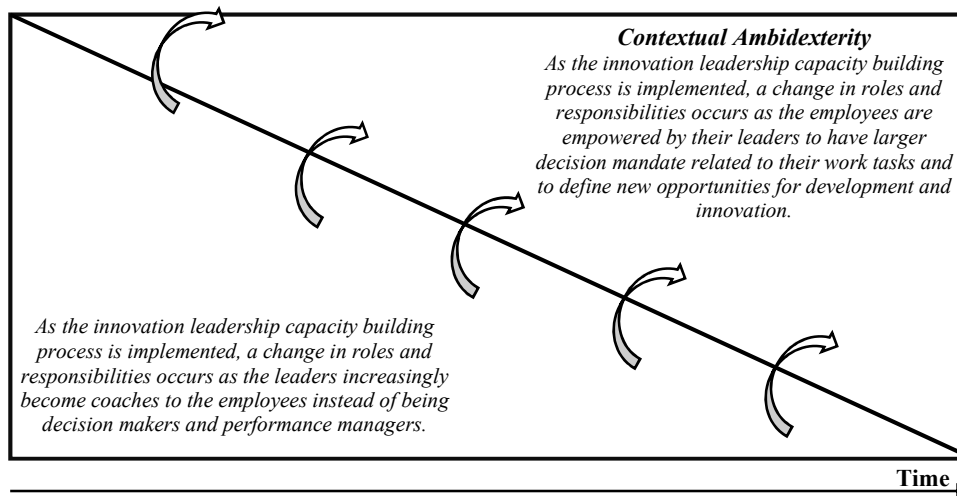 Contextual Ambidexterity
As the innovation leadership capacity building
process is implemented, a change in roles and
responsibilities occurs as the employees are
empowered by their leaders to have larger
decision mandate related to their work tasks and
to define new opportunities for development and
innovation.
As the innovation leadership capacity building
process is implemented, a change in roles and
responsibilities occurs as the leaders increasingly
become coaches to the employees instead of being
decision makers and performance managers.
Time